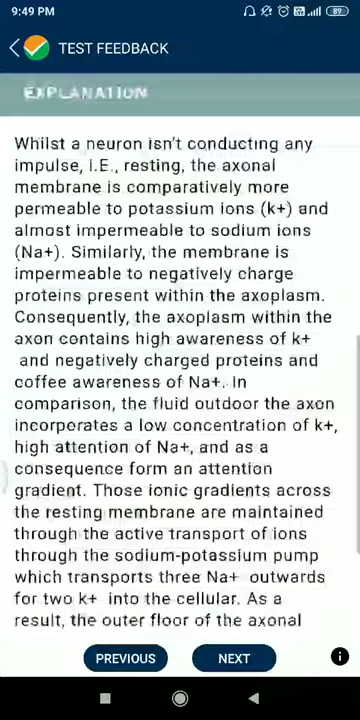 9:49 PM
89
TEST FEEDBACK
EXPLANATION
Whilst a neuron isn't conducting any
impulse, i.E., resting, the axonal
membrane is comparatively more
permeable to potassium ions (k+) and
almost impermeable to sodium ions
(Na+). Similarly, the membrane is
impermeable to negatively charge
proteins present within the axoplasm.
Consequently, the axoplasm within the
axon contains high awareness of k+
and negatively charged proteins and
coffee awareness of Na+. In
comparison, the fluid outdoor the axon
incorporates a low concentration of k+,
high attention of Na+, and as a
consequence form an attention
gradient. Those ionic gradients across
the resting membrane are maintained
through the active transport of ions
through the sodium-potassium pump
which transports three Na+ outwards
for two k+ into the cellular. As a
result, the outer floor of the axonal
PREVIOUS NEXT